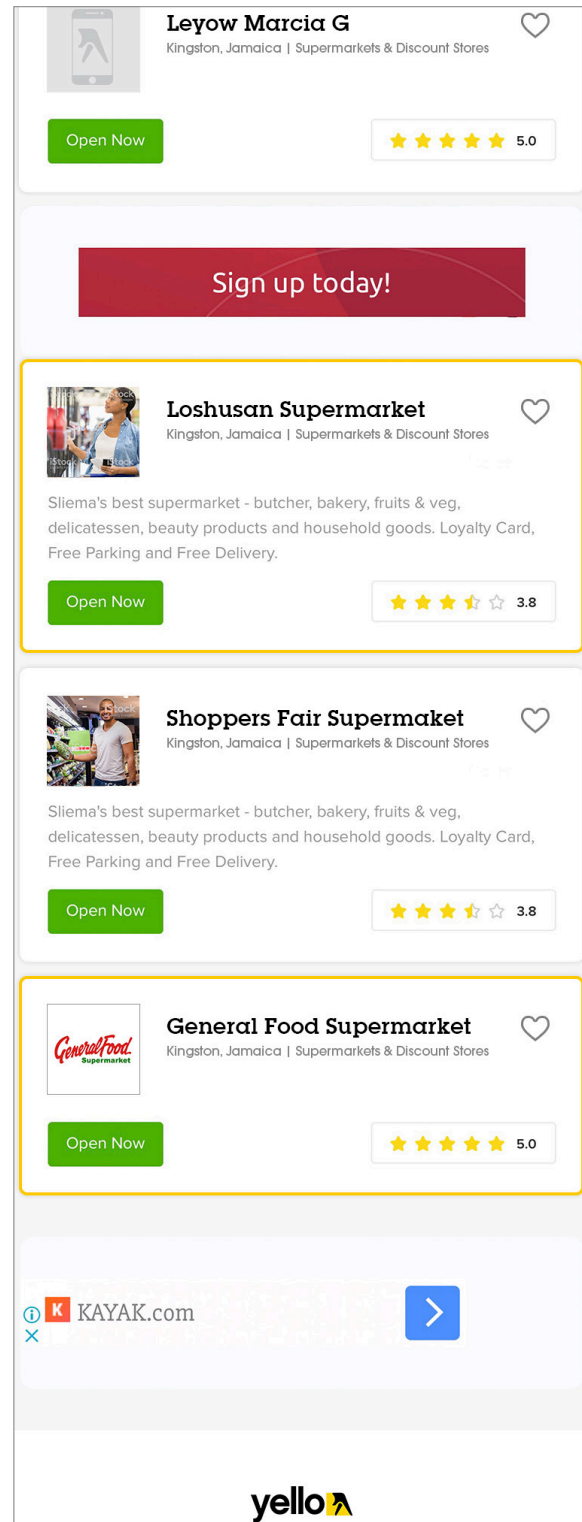 Leyow Marcia G
Kingston, Jamaica | Supermarkets & Discount Stores
Open Now
5.0
Sign up today!
Loshusan Supermarket
Kingston, Jamaica | Supermarkets & Discount Stores
iStock
iStock
Sliema's best supermarket - butcher, bakery, fruits & veg,
delicatessen, beauty products and household goods. Loyalty Card,
Free Parking and Free Delivery.
Open Now
3.8
Shoppers Fair Supermaket
Kingston, Jamaica | Supermarkets & Discount Stores
Sliema's best supermarket - butcher, bakery, fruits & veg,
delicatessen, beauty products and household goods. Loyalty Card,
Free Parking and Free Delivery.
Open Now
3.8
General Food Supermarket
Kingston, Jamaica | Supermarkets & Discount Stores
General Food
Supermarket
Open Now
5.0
K KAYAK.com
yello